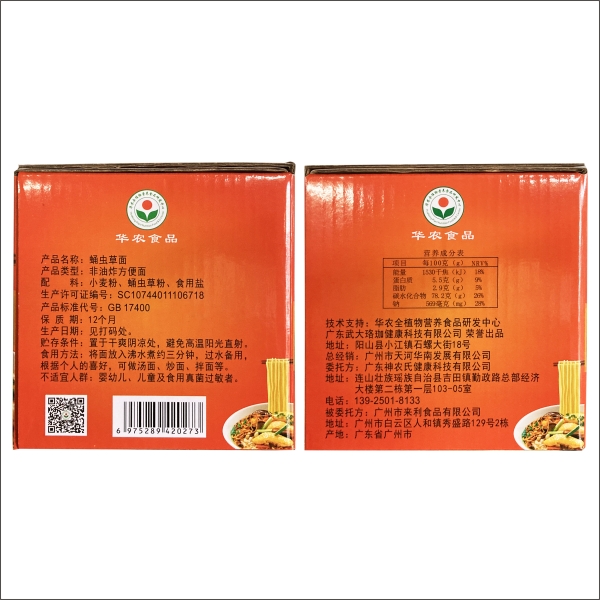 华农食品
产品名称：蛹虫草面
产品类型：非油炸方便面
配　　料：小麦粉、蛹虫草粉、食用盐
生产许可证编号：SC10744011106718
产品标准代号：GB 17400
保 质 期：12个月
生产日期：见打码处。
贮存条件：置于干爽阴凉处，避免高温阳光直射。
食用方法：将面放入沸水煮约三分钟，过水备用，
根据个人的喜好，可做汤面、炒面、拌面等。
不适宜人群：婴幼儿、儿童及食用真菌过敏者。
6 975289 420273
华农食品
营养成分表
项目 每100克（g） NRV%
能量 1530千焦（kJ） 18%
蛋白质 5.5克（g） 9%
脂肪 2.9克（g） 5%
碳水化合物 78.2克（g） 26%
钠 569毫克（mg） 28%
技术支持：华农全植物营养食品研发中心
广东武大珞珈健康科技有限公司 荣誉出品
地址：阳山县小江镇石螺大街18号
总经销：广州市天河华南发展有限公司
委托方：广东神农氏健康科技有限公司
地址：连山壮族瑶族自治县吉田镇勤政路总部经济
大楼第二栋第一层103-05室
电话：139-2501-8133
被委托方：广州市来利食品有限公司
地址：广州市白云区人和镇秀盛路129号2栋
产地：广东省广州市